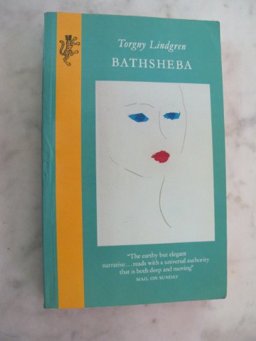 Torgny Lindgren
BATHSHEBA
"The earthy but elegant
narrative...reads with a universal authority
that is both deep and moving"
MAIL ON SUNDAY